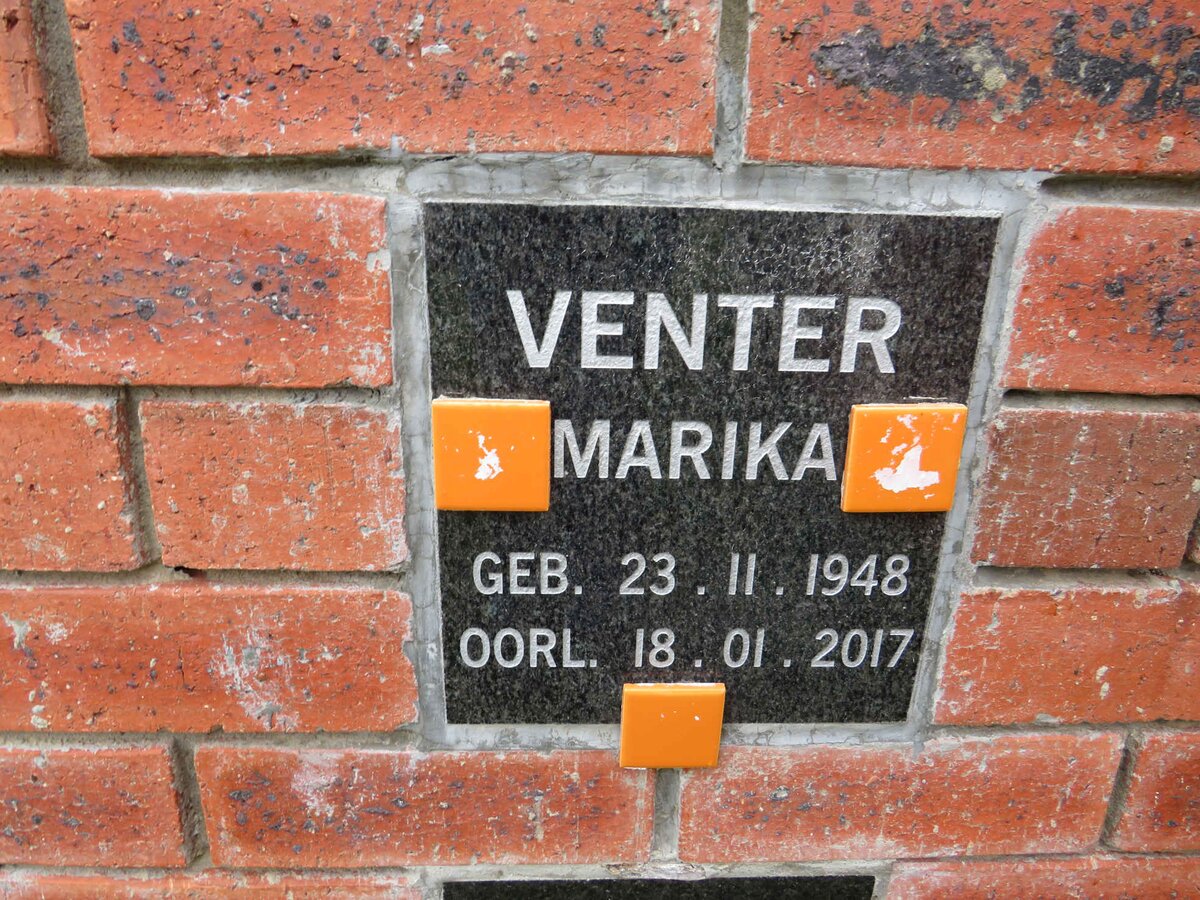 VENTER
MARIKA
GEB. 23 . 11 . 1948
OORL. 18 . 01 . 2017